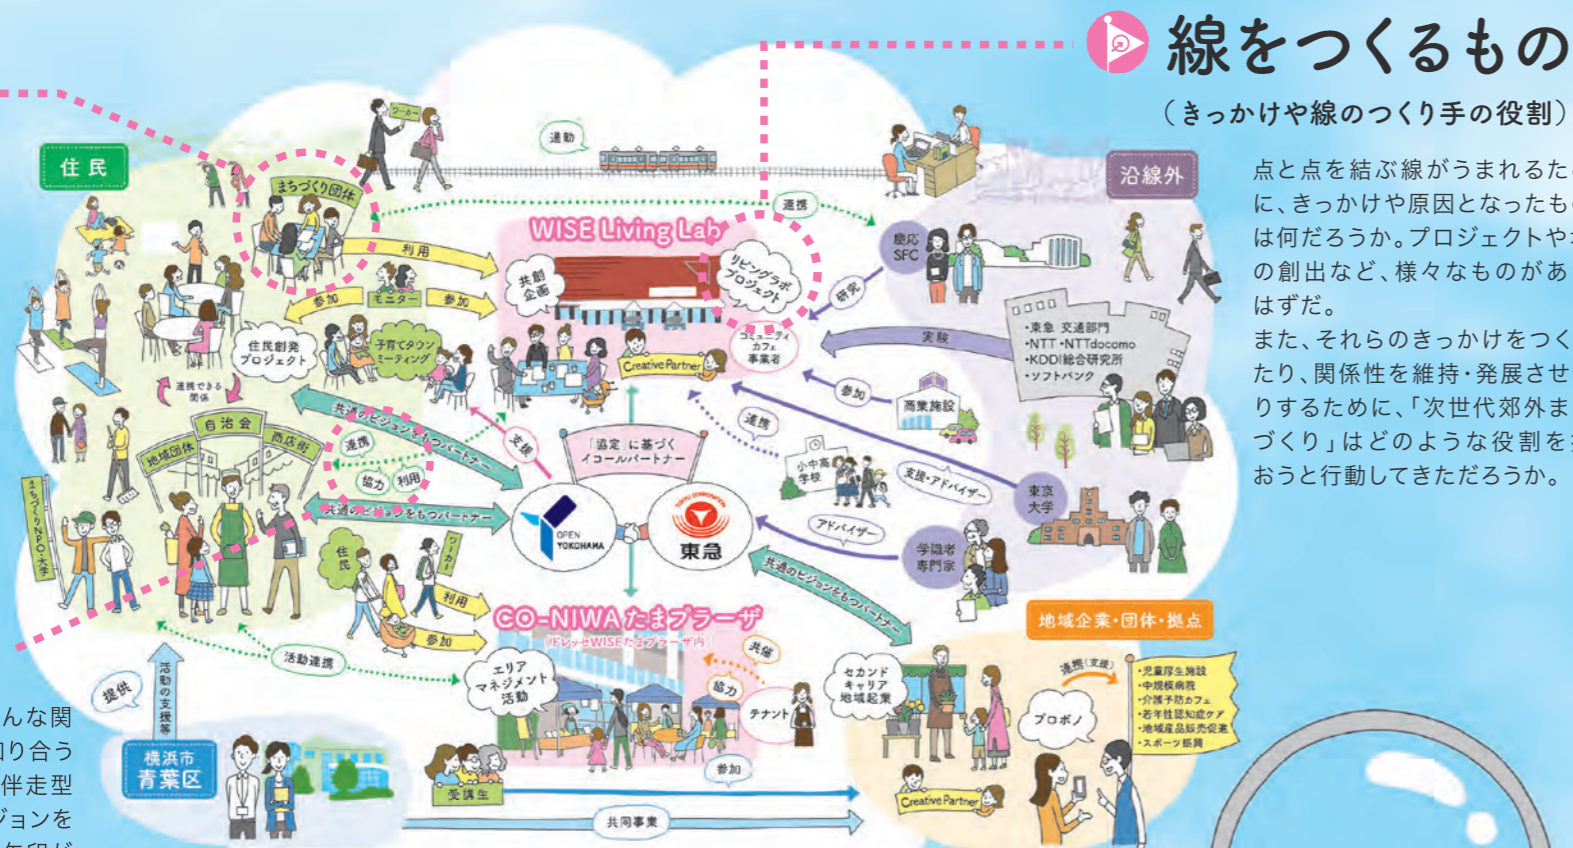 線をつくるもの
（きっかけや線のつくり手の役割）
点と点を結ぶ線がうまれるた
に、きっかけや原因となったも
は何だろうか。プロジェクトや
の創出など、様々なものがあ
はずだ。
また、それらのきっかけをつく
たり、関係性を維持・発展させ
りするために、「次世代郊外ま
づくり」はどのような役割を
おうと行動してきただろうか。
ワーカー
通勤
住民
まちづくり団体
連携
沿線外
WISE Living Lab
利用
共創
企画
リビングラボ
プロジェクト
慶応
SFC
研究
参加
モニター
参加
住民創発
プロジェクト
子育てタウン
ミーティング
コミュニティ
カフェ
事業者
Creative Partner
実験
・東急 交通部門
・NTT・NTTdocomo
・KDDI総合研究所
・ソフトバンク
連携できる
関係
参加
商業施設
共通のビジョンをもつパートナー
自治会
地域団体
商店街
連携
協力
利用
支援
「協定」に基づく
イコールパートナー
連携
小中高
学校
支援・アドバイザー
東京
大学
まちづくりNPO・大学
共通のビジョンをもつパートナー
OPEN
YOKOHAMA
TOKYU CORPORATION
東急
アドバイザー
学識者
専門家
住民
ワーカー
利用
参加
共通のビジョンをもつパートナー
CO-NIWAたまプラーザ
(ドレッセWISEたまプラーザ内)
地域企業・団体・拠点
活動連携
エリア
マネジメント
活動
共催
協力
テナント
セカンド
キャリア
地域起業
連携(支援)
・児童厚生施設
・中規模病院
・介護予防カフェ
・若年性認知症ケア
・地域産品販売促進
・スポーツ振興
プロボノ
提供
活動の支援等
横浜市
青葉区
受講生
参加
Creative Partner
共同事業
んな関
知り合う
伴走型
ジョンを